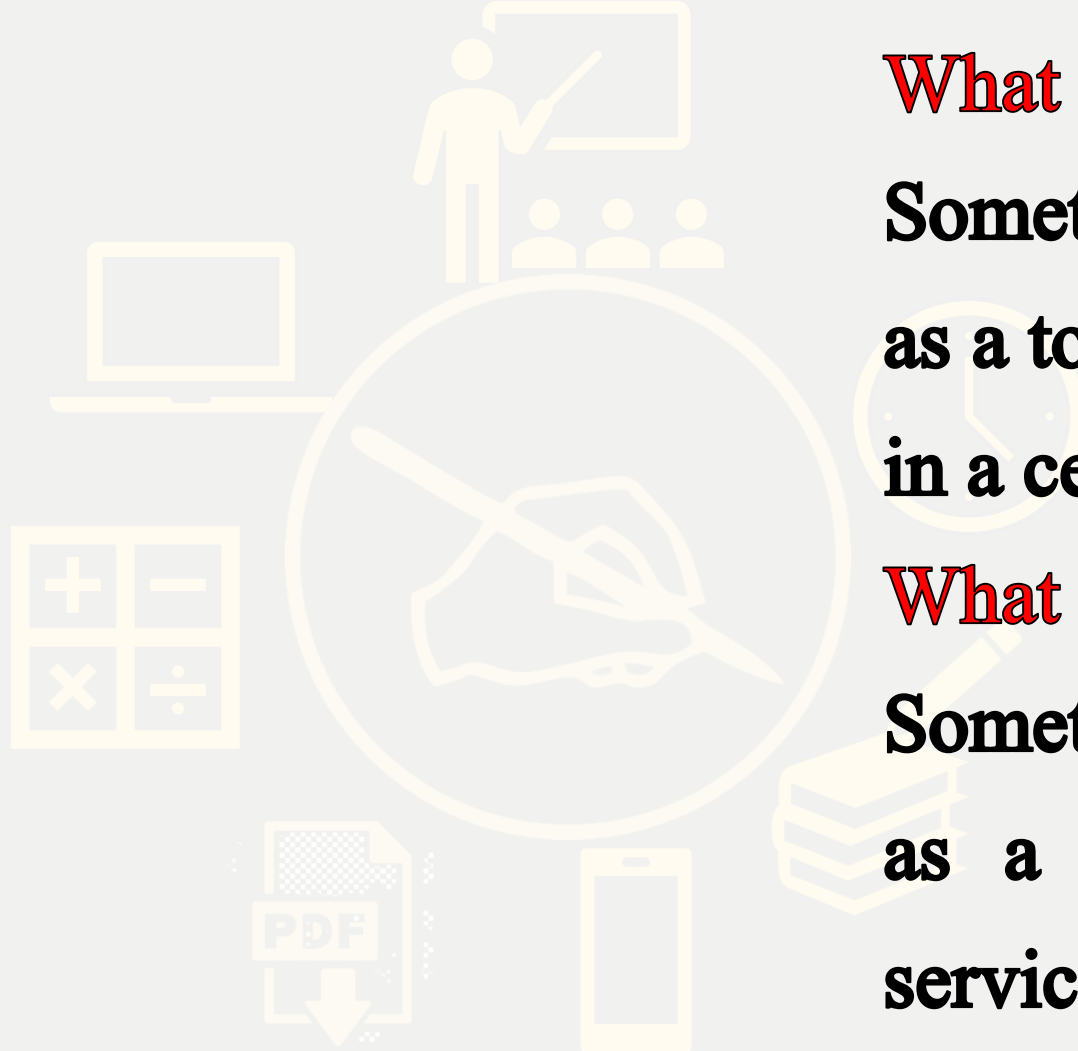 What
Somet
as a to
in a ce
What
Somet
as a
servic
PDF